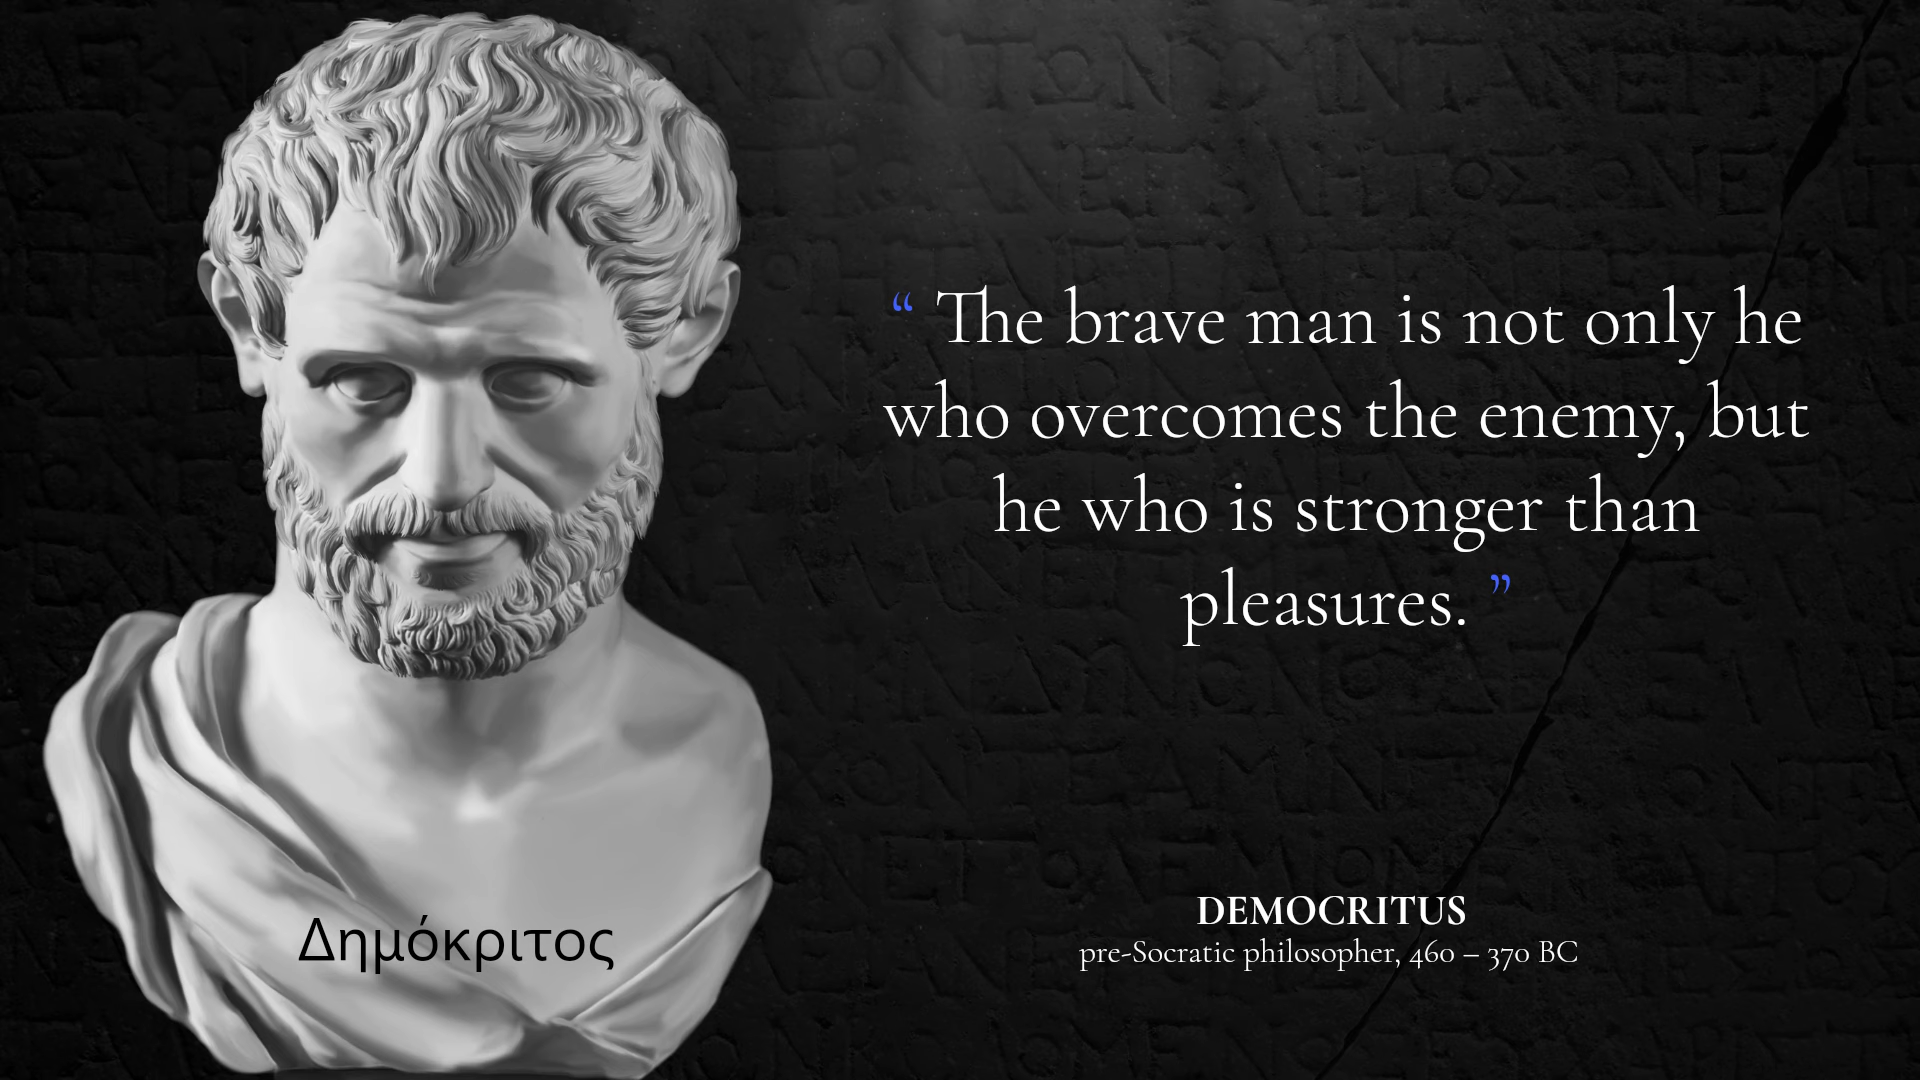 “ The brave man is not only he
who overcomes the enemy, but
he who is stronger than
pleasures. ”
DEMOCRITUS
pre-Socratic philosopher, 460 – 370 BC
Δημόκριτος